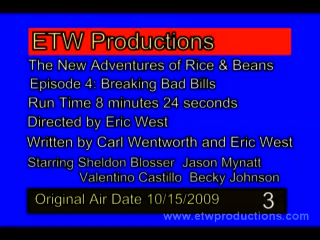 ETW Productions
The New Adventures of Rice & Beans
Episode 4: Breaking Bad Bills
Run Time 8 minutes 24 seconds
Directed by Eric West
Written by Carl Wentworth and Eric West
Starring Sheldon Blosser Jason Mynatt
Valentino Castillo Becky Johnson
Original Air Date 10/15/2009 3
www.etwproductions.com